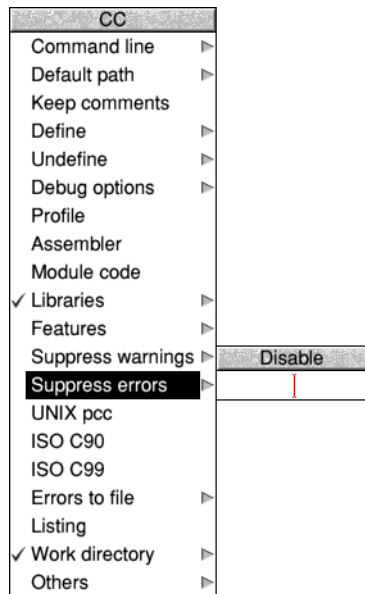 CC
Command line
Default path
Keep comments
Define
Undefine
Debug options
Profile
Assembler
Module code
✓ Libraries
Features
Suppress warnings
Disable
Suppress errors
UNIX pcc
ISO C90
ISO C99
Errors to file
Listing
✓ Work directory
Others